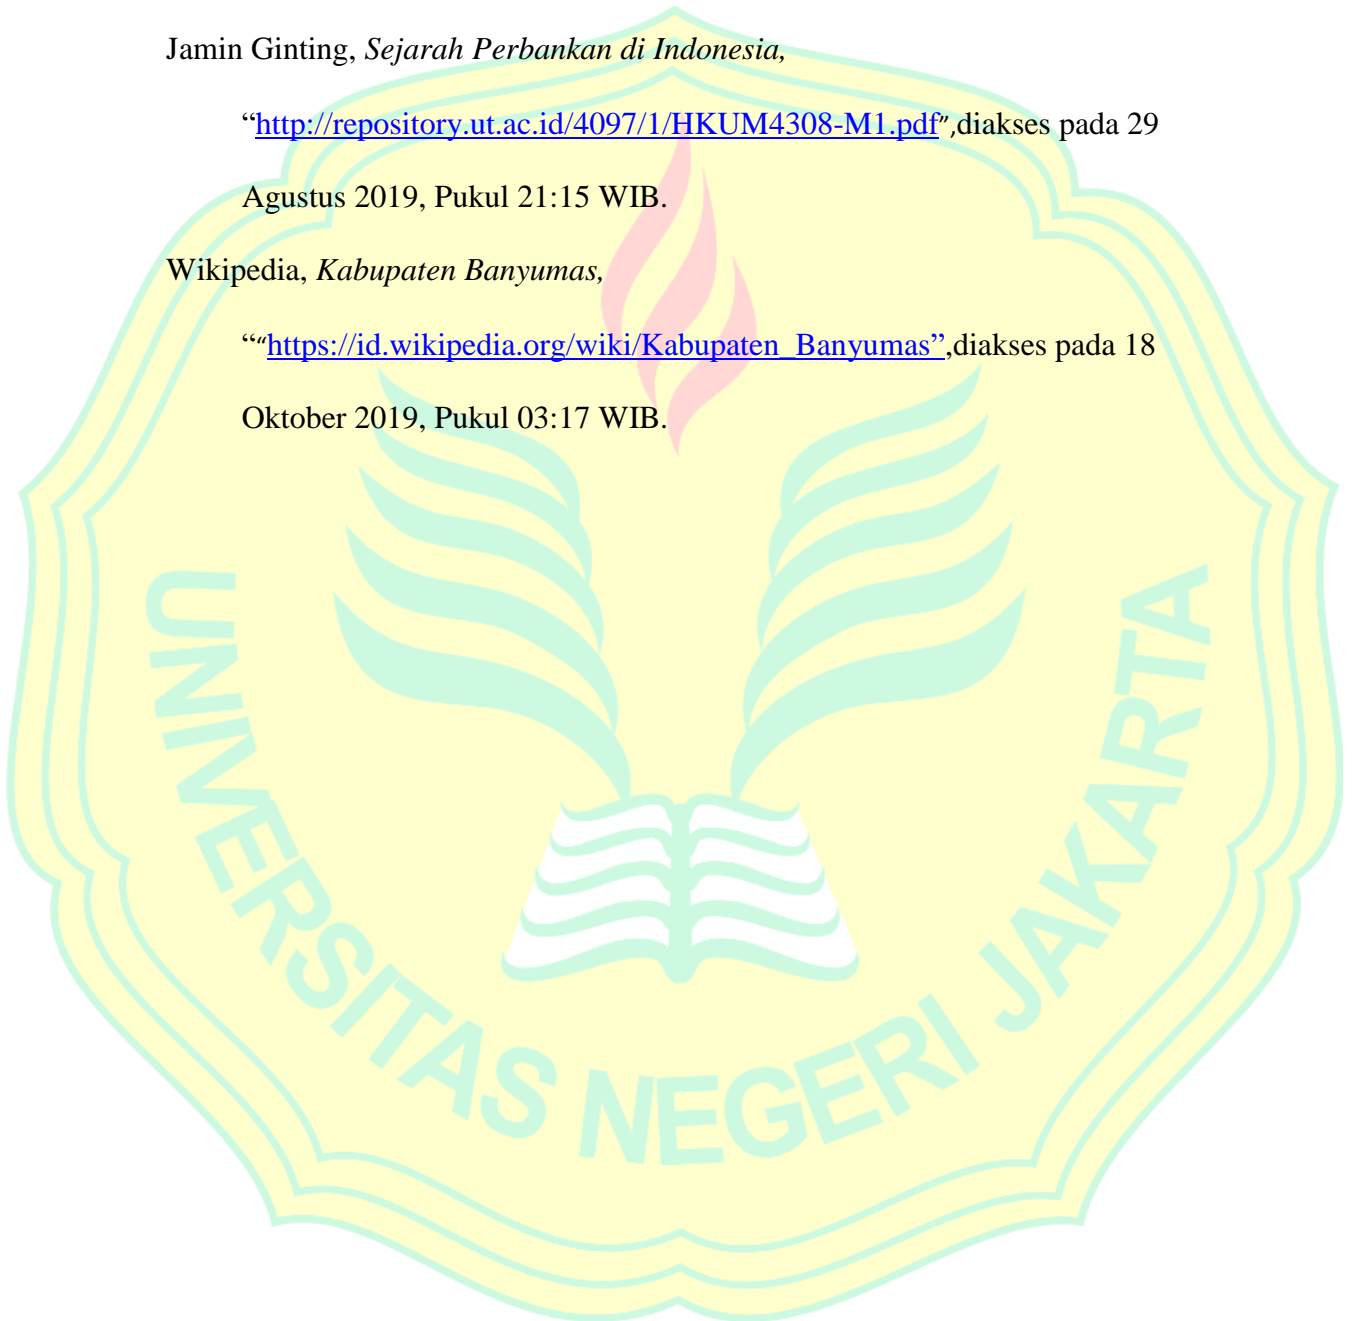 Jamin Ginting, Sejarah Perbankan di Indonesia,
“http://repository.ut.ac.id/4097/1/HKUM4308-M1.pdf”,diakses pada 29
Agustus 2019, Pukul 21:15 WIB.
Wikipedia, Kabupaten Banyumas,
““https://id.wikipedia.org/wiki/Kabupaten_Banyumas”,diakses pada 18
Oktober 2019, Pukul 03:17 WIB.
UNIVERSITAS NEGERI JAKARTA